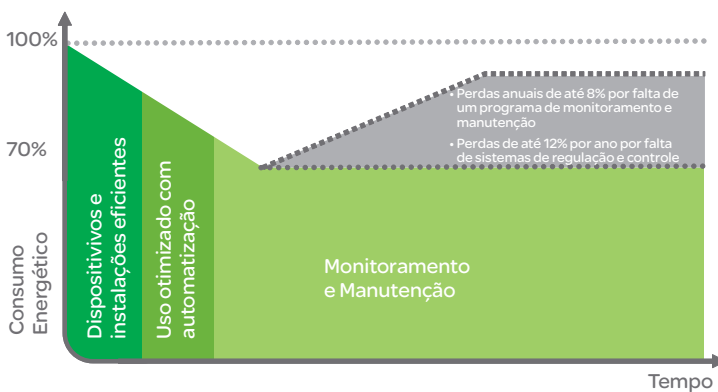 100%
70%
Consumo
Energético
Dispositivivos e
instalações eficientes
Uso otimizado com
automatização
Monitoramento
e Manutenção
• Perdas anuais de até 8% por falta de
um programa de monitoramento e
manutenção
• Perdas de até 12% por ano por falta
de sistemas de regulação e controle
Tempo